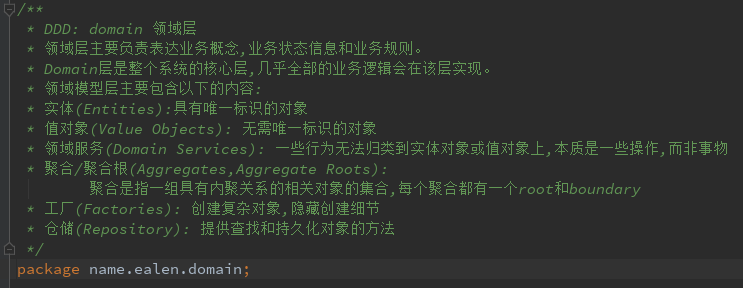 /**
 * DDD: domain 领域层
 * 领域层主要负责表达业务概念,业务状态信息和业务规则。
 * Domain层是整个系统的核心层,几乎全部的业务逻辑会在该层实现。
 * 领域模型层主要包含以下的内容:
 * 实体(Entities):具有唯一标识的对象
 * 值对象(Value Objects): 无需唯一标识的对象
 * 领域服务(Domain Services): 一些行为无法归类到实体对象或值对象上,本质是一些操作,而非事物
 * 聚合/聚合根(Aggregates,Aggregate Roots):
        聚合是指一组具有内聚关系的相关对象的集合,每个聚合都有一个root和boundary
 * 工厂(Factories): 创建复杂对象,隐藏创建细节
 * 仓储(Repository): 提供查找和持久化对象的方法
 */
package name.ealen.domain;